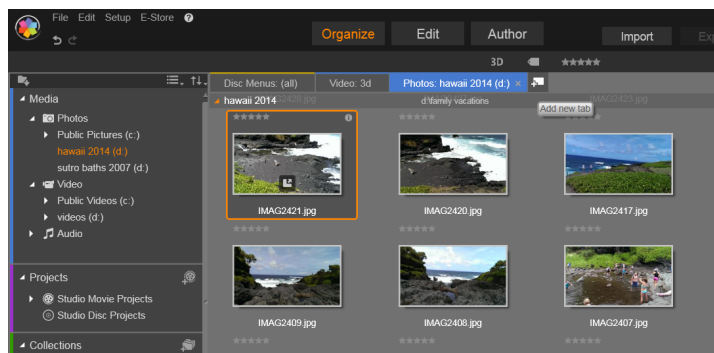 File Edit Setup E-Store ?
Organize Edit Author Import Exp
3D
Disc Menus: (all) Video: 3d Photos: hawaii 2014 (d:) ×
Media
hawaii 2014 d:\family vacations
IMAG2423.jpg
Add new tab
Photos
Public Pictures (c:)
hawaii 2014 (d:)
sutro baths 2007 (d:)
Video
Public Videos (c:)
videos (d:)
Audio
IMAG2421.jpg IMAG2420.jpg IMAG2417.jpg
Projects
Studio Movie Projects
Studio Disc Projects
IMAG2409.jpg IMAG2408.jpg IMAG2407.jpg
Collections